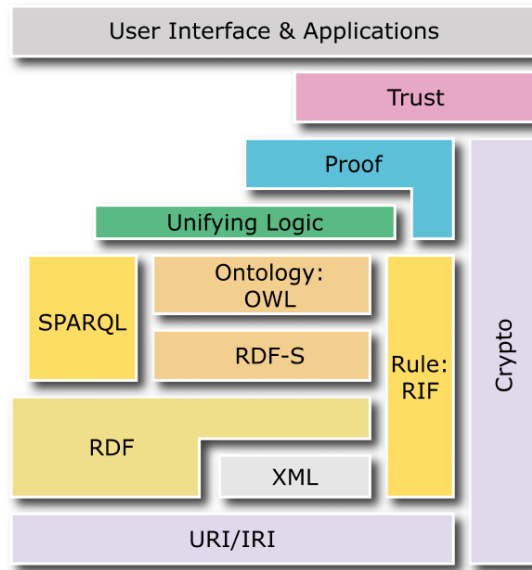 User Interface & Applications
Trust
Proof
Unifying Logic
Ontology:
OWL
SPARQL
RDF-S
Rule:
RIF
Crypto
RDF
XML
URI/IRI